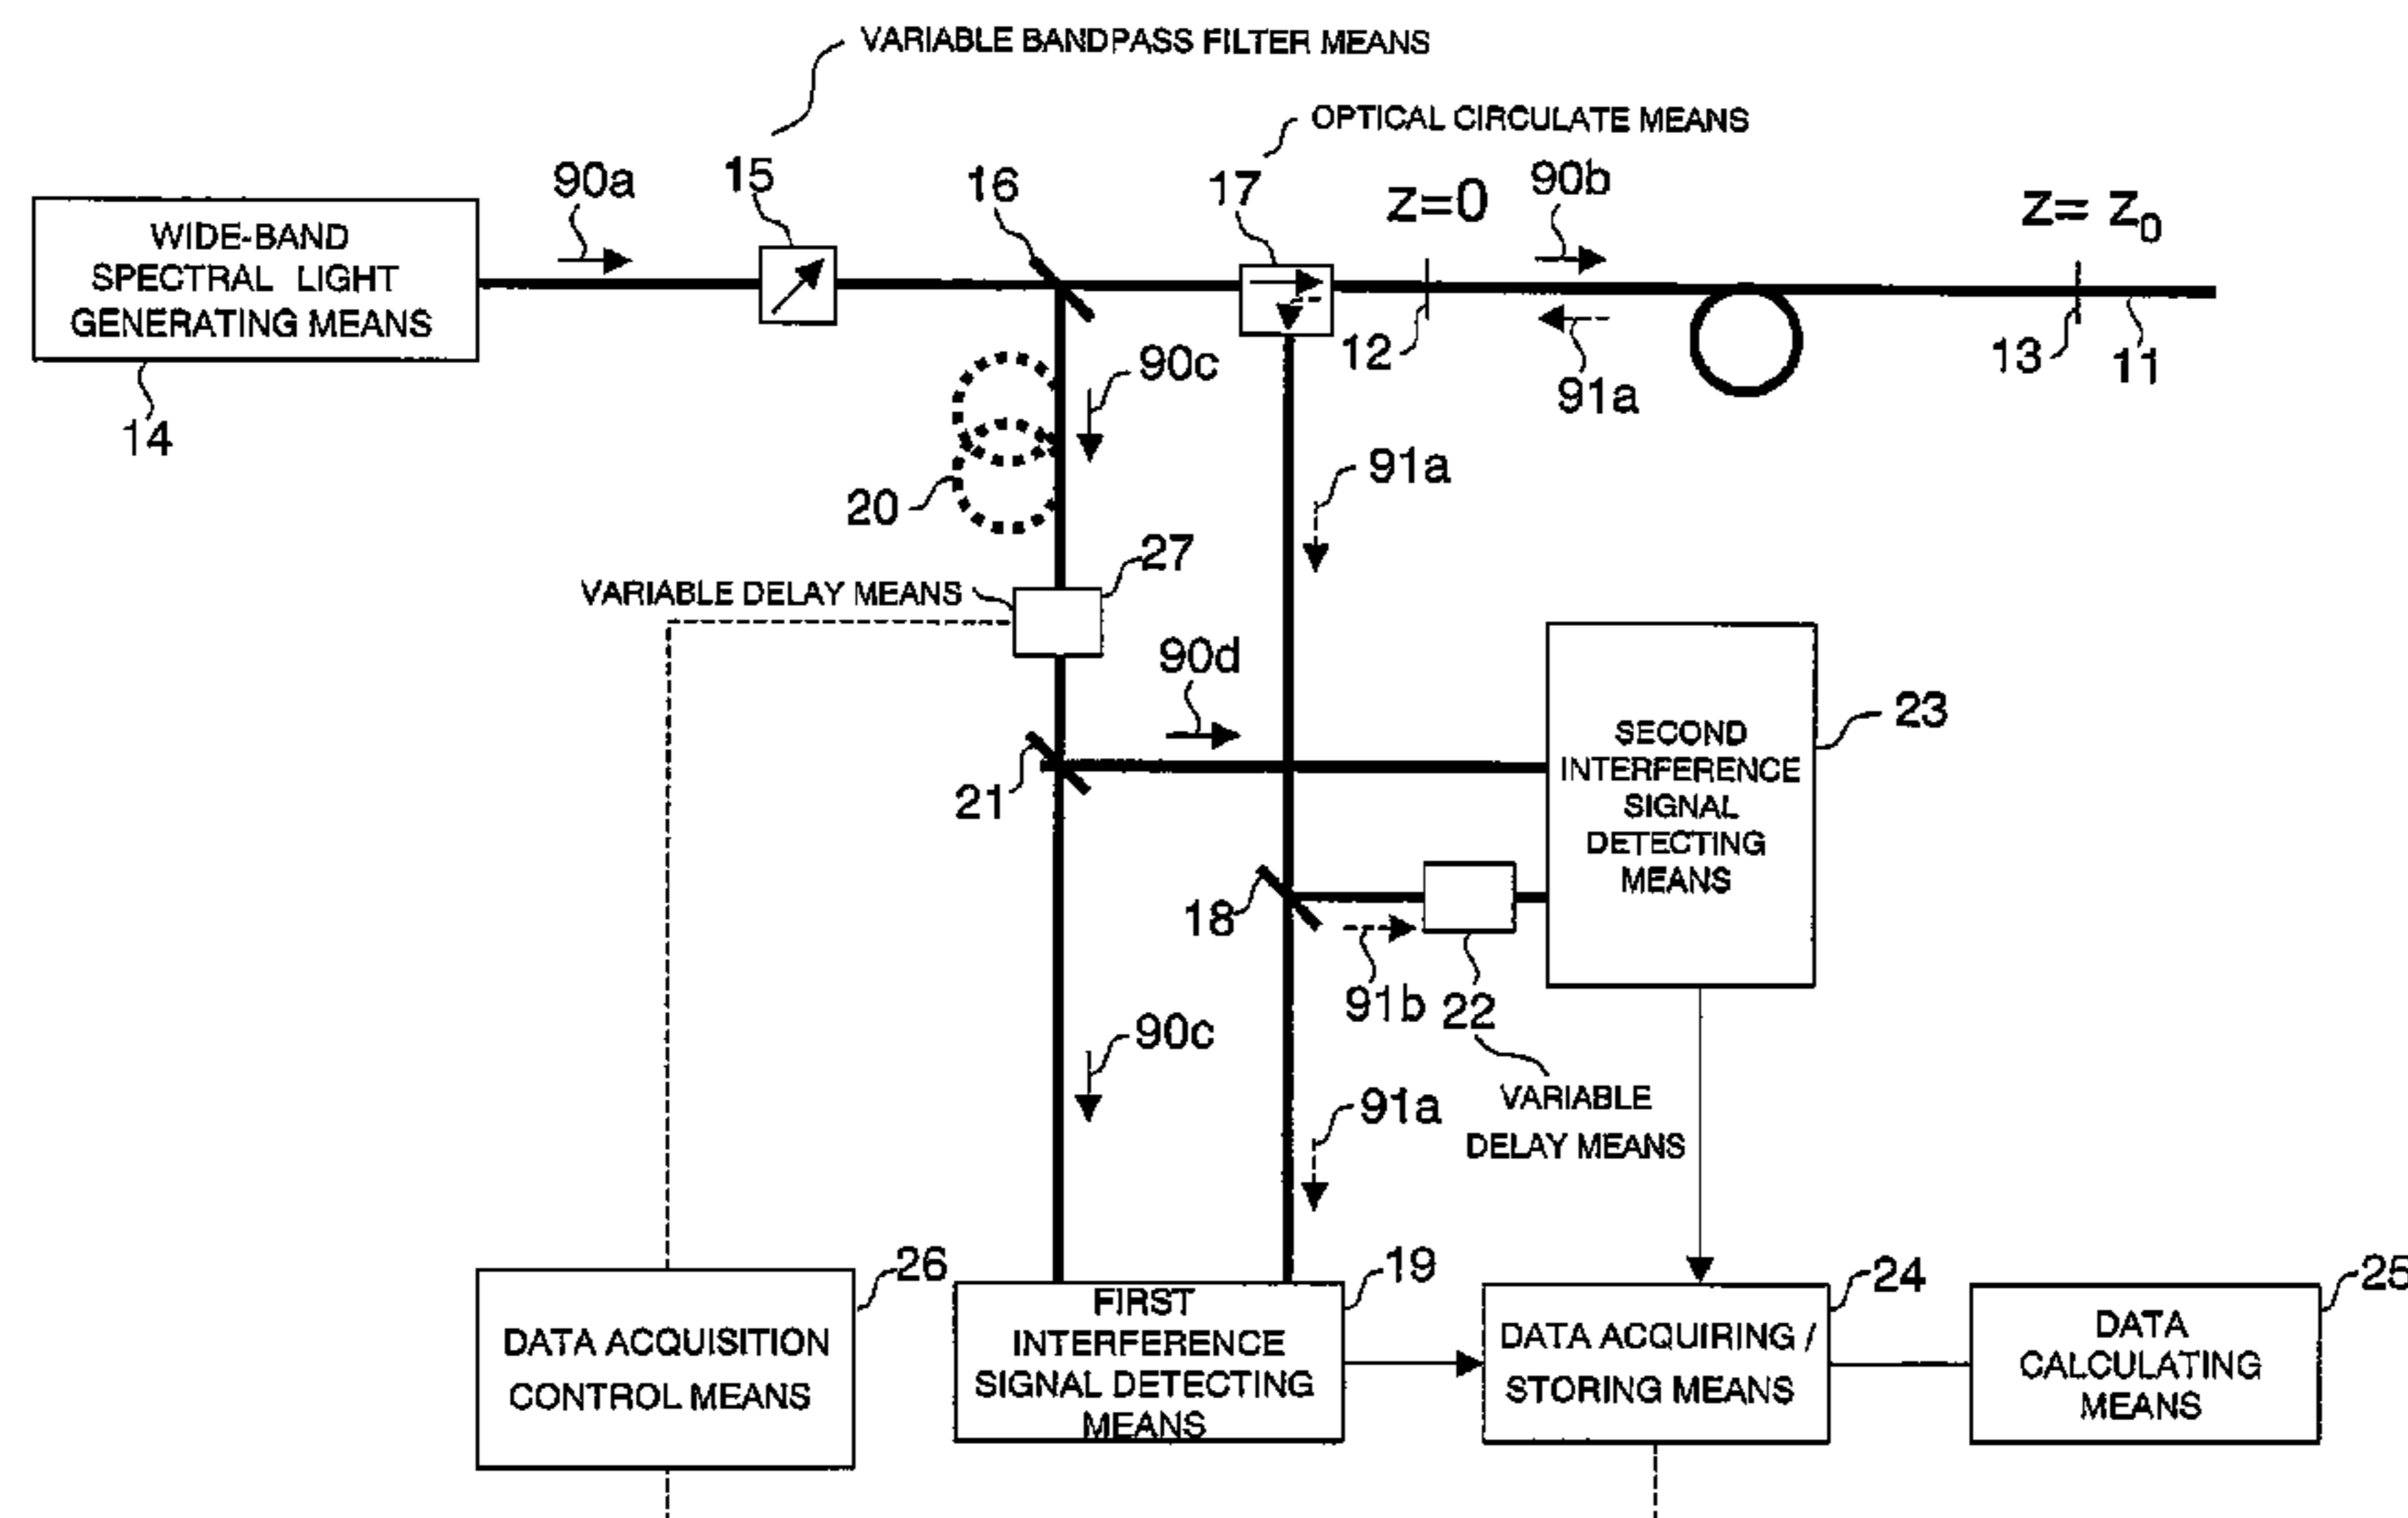 VARIABLE BANDPASS FILTER MEANS
OPTICAL CIRCULATE MEANS
90a
15
16
17
z=0
90b
z= z0
WIDE-BAND
SPECTRAL LIGHT
GENERATING MEANS
14
12
91a
13
11
90c
20
91a
27
VARIABLE DELAY MEANS
90d
21
SECOND
INTERFERENCE
SIGNAL
DETECTING
MEANS
23
18
91b
22
VARIABLE
DELAY MEANS
90c
91a
26
DATA ACQUISITION
CONTROL MEANS
19
FIRST
INTERFERENCE
SIGNAL DETECTING
MEANS
24
DATA ACQUIRING /
STORING MEANS
25
DATA
CALCULATING
MEANS